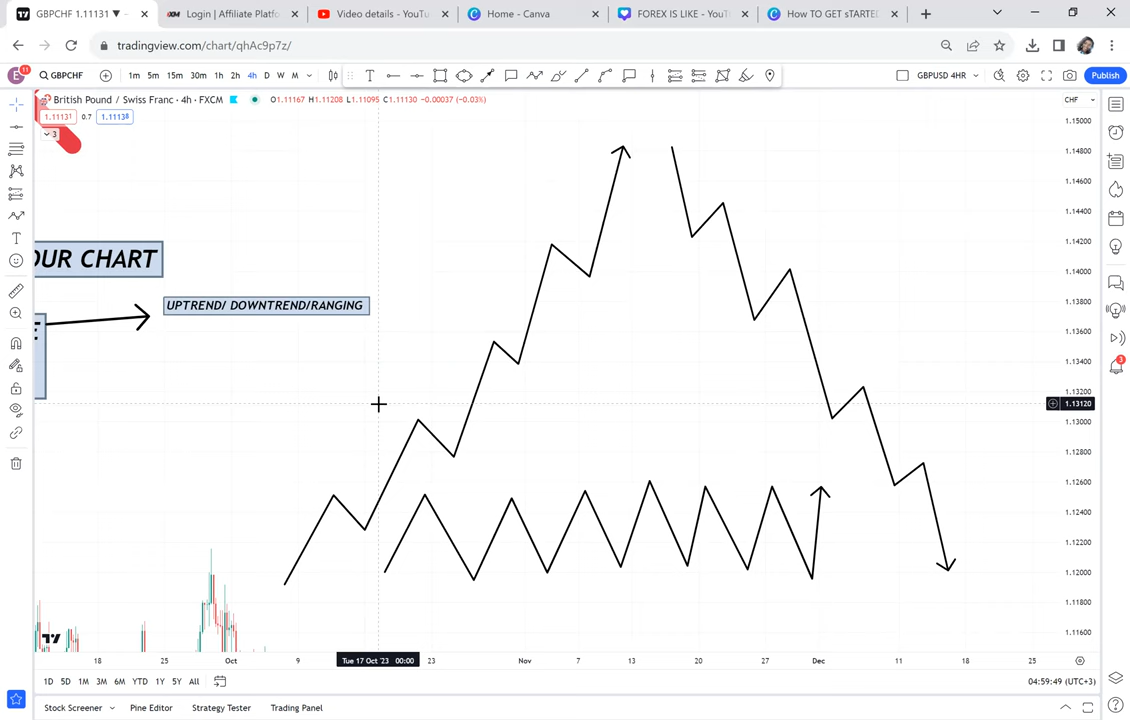 GBPCHF 1.11131 ▼
Login | Affiliate Platfo
Video details - YouTu
Home - Canva
FOREX IS LIKE - YouT
How TO GET sTARTED
tradingview.com/chart/qhAc9p7z/
E 11
GBPCHF
1m 5m 15m 30m 1h 2h 4h D W M
GBPUSD 4HR
Publish
British Pound / Swiss Franc · 4h · FXCM
O1.11167 H1.11208 L1.11095 C1.11130 -0.00037 (-0.03%)
CHF
1.11131 0.7 1.11138
3
1.15000
1.14800
1.14600
1.14400
1.14200
1.14000
1.13800
1.13600
1.13400
1.13200
1.13120
1.13000
1.12800
1.12600
1.12400
1.12200
1.12000
1.11800
1.11600
OUR CHART
UPTREND/ DOWNTREND/RANGING
E
3
18 25 Oct 9 Tue 17 Oct '23 00:00 23 Nov 7 13 20 27 Dec 11 18 25
1D 5D 1M 3M 6M YTD 1Y 5Y All
04:59:49 (UTC+3)
Stock Screener Pine Editor Strategy Tester Trading Panel